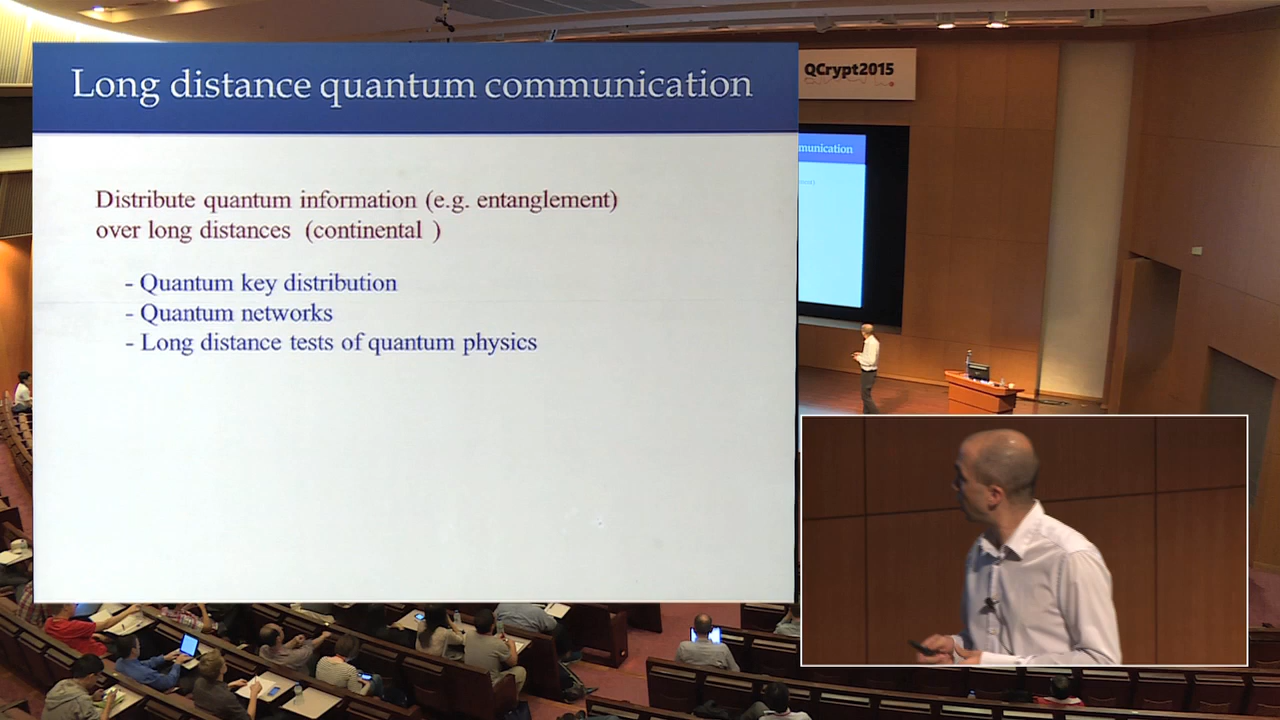 Long distance quantum communication
QCrypt2015
munication
Distribute quantum information (e.g. entanglement)
over long distances (continental )
- Quantum key distribution
- Quantum networks
- Long distance tests of quantum physics